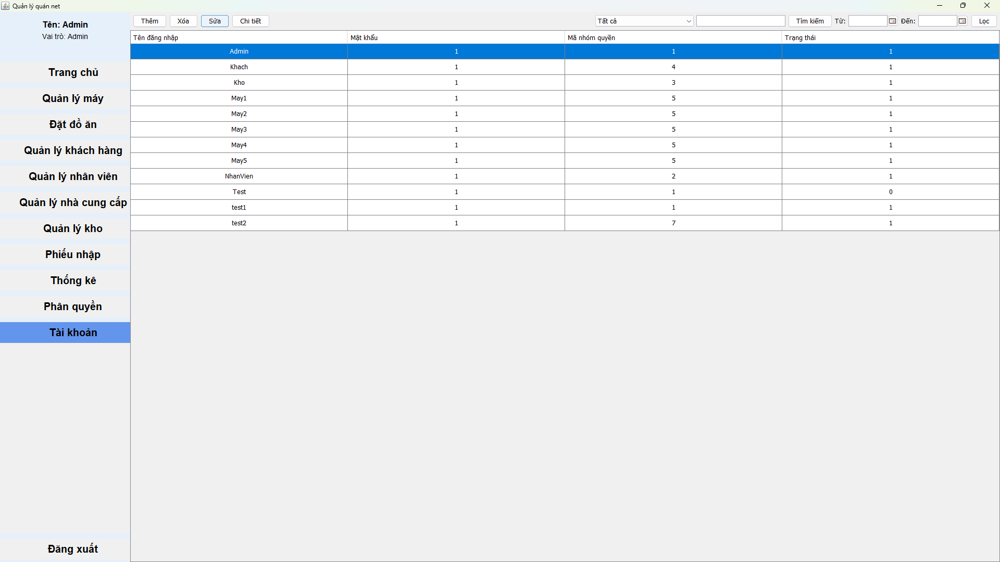 Quản lý quán net
Tên: Admin
Vai trò: Admin
Trang chủ
Quản lý máy
Đặt đồ ăn
Quản lý khách hàng
Quản lý nhân viên
Quản lý nhà cung cấp
Quản lý kho
Phiếu nhập
Thống kê
Phân quyền
Tài khoản
Đăng xuất
Thêm Xóa Sửa Chi tiết Tất cả Tìm kiếm Từ: Đến: Lọc
Tên đăng nhập Mật khẩu Mã nhóm quyền Trạng thái
Admin 1 1 1
Khach 1 4 1
Kho 1 3 1
May1 1 5 1
May2 1 5 1
May3 1 5 1
May4 1 5 1
May5 1 5 1
NhanVien 1 2 1
Test 1 1 0
test1 1 1 1
test2 1 7 1